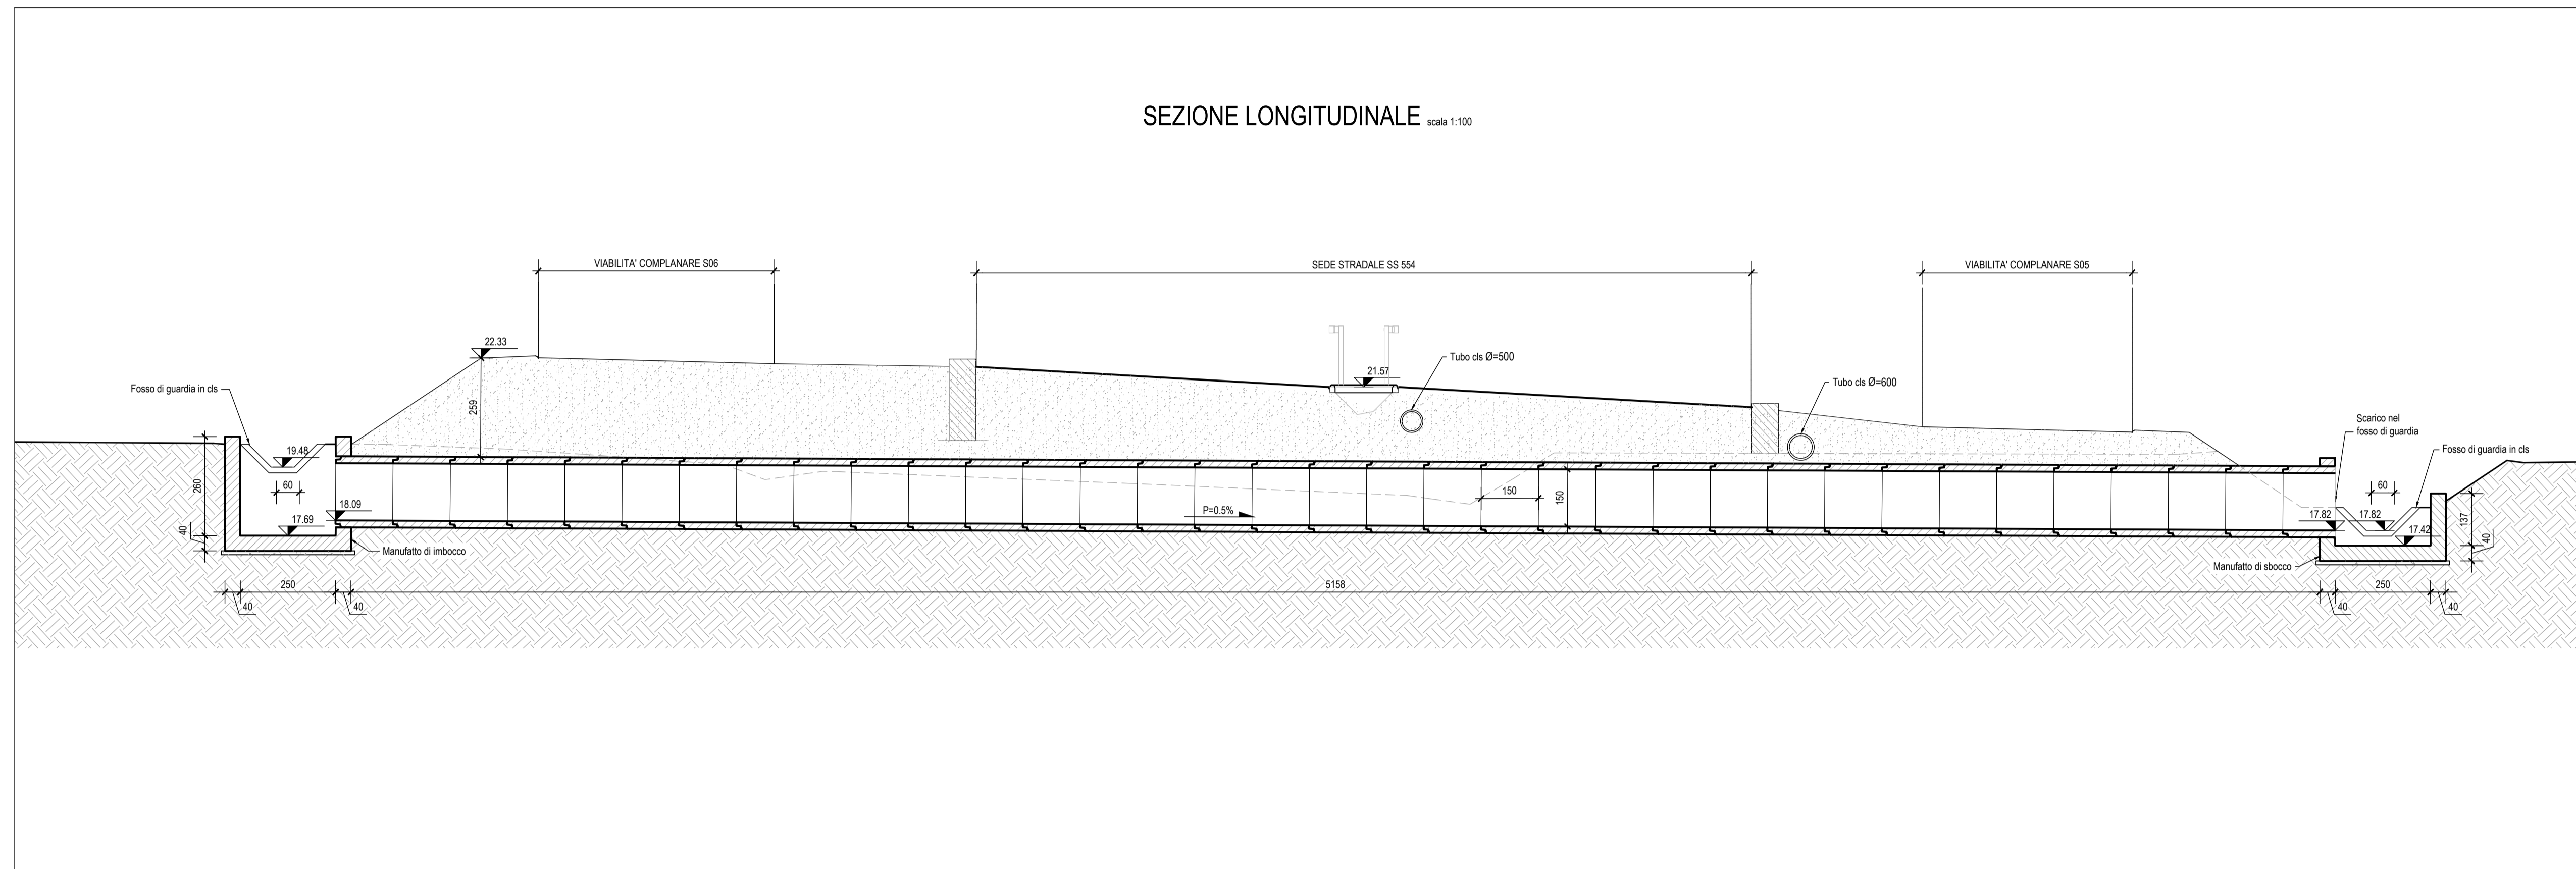 SEZIONE LONGITUDINALE scala 1:100
VIABILITA' COMPLANARE S06
SEDE STRADALE SS 554
VIABILITA' COMPLANARE S05
22.33
Tubo cls Ø=500
21.57
Tubo cls Ø=600
Fosso di guardia in cls
259
Scarico nel
fosso di guardia
Fosso di guardia in cls
19.48
260
60
150
150
60
18.09
P=0.5%
17.82
17.82
137
17.69
17.42
40
40
Manufatto di imbocco
Manufatto di sbocco
250
5158
250
40
40
40
40